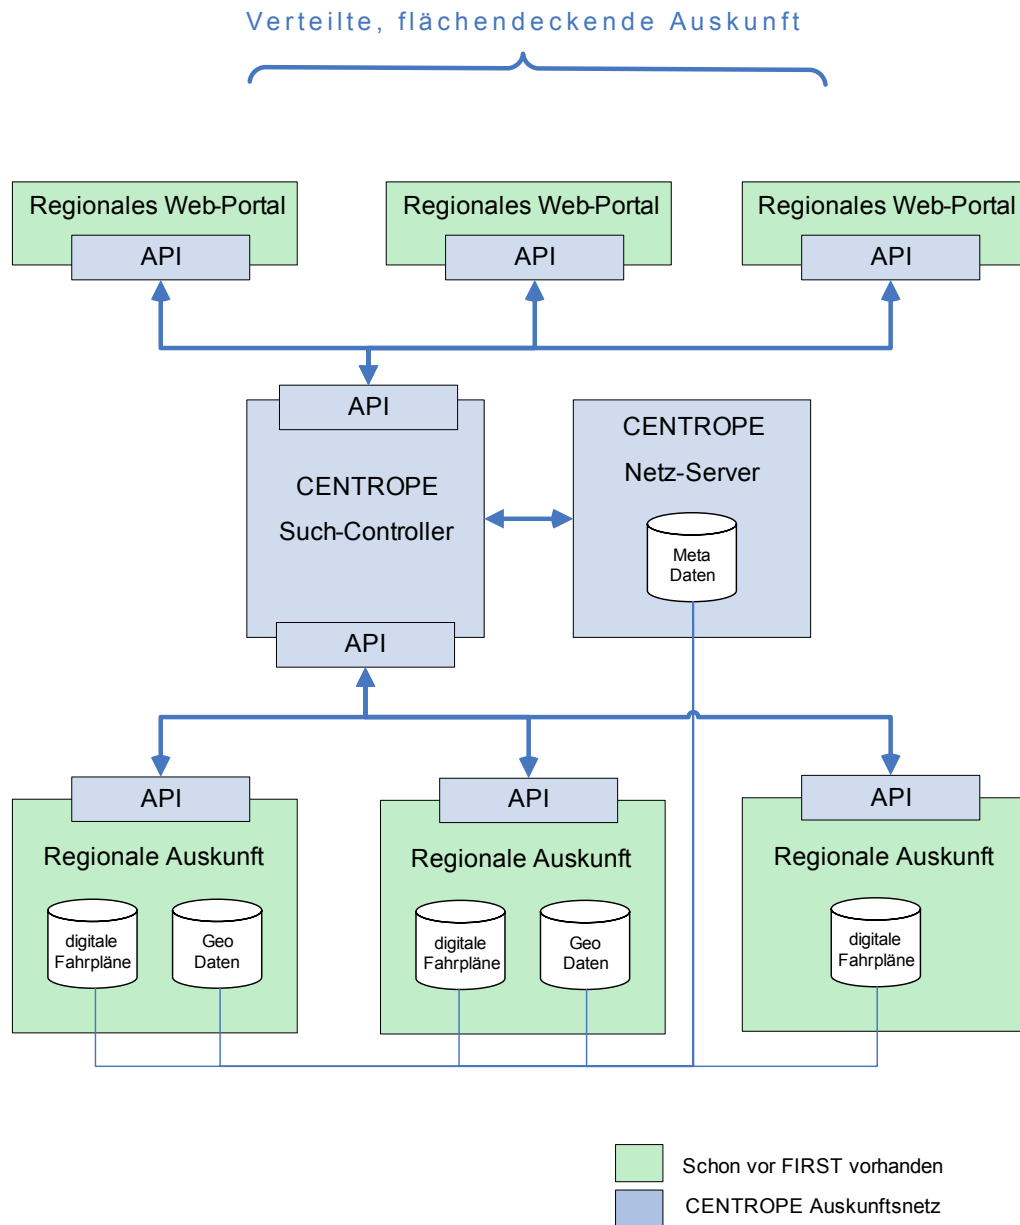 Verteilte, flächendeckende Auskunft
Regionales Web-Portal
API
Regionales Web-Portal
API
Regionales Web-Portal
API
API
CENTROPE
Such-Controller
API
CENTROPE
Netz-Server
Meta
Daten
API
Regionale Auskunft
digitale
Fahrpläne
Geo
Daten
API
Regionale Auskunft
digitale
Fahrpläne
Geo
Daten
API
Regionale Auskunft
digitale
Fahrpläne
Schon vor FIRST vorhanden
CENTROPE Auskunftsnetz